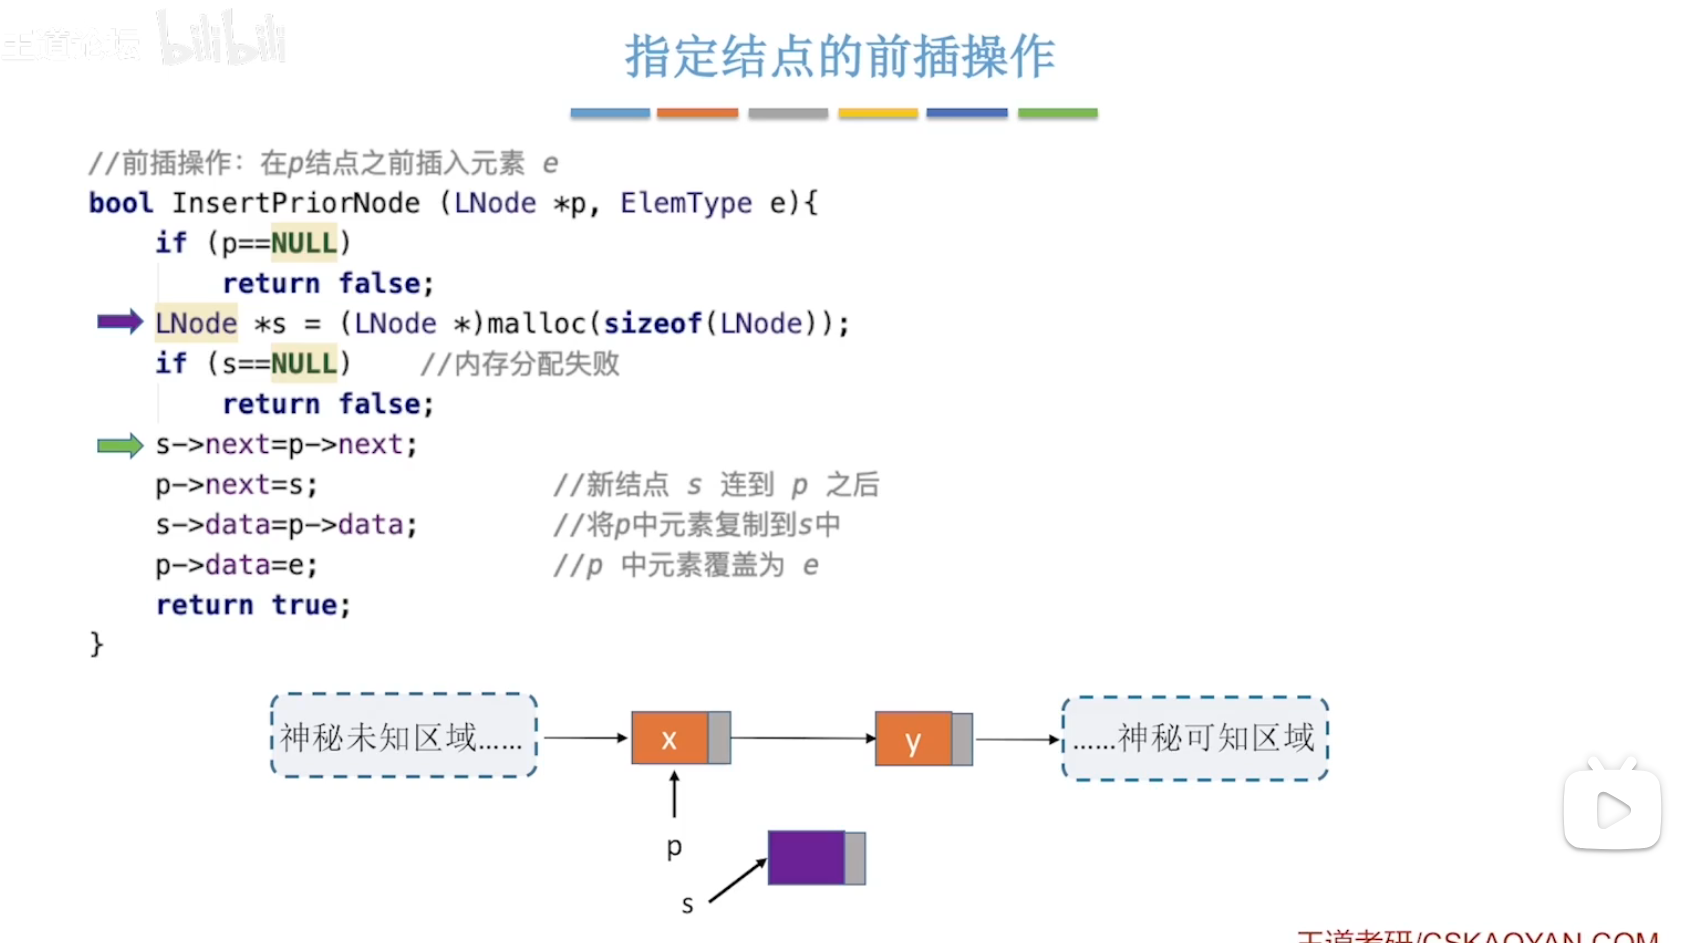 王道论坛 bilibili
指定结点的前插操作
//前插操作：在p结点之前插入元素 e
bool InsertPriorNode (LNode *p, ElemType e){
if (p==NULL)
return false;
LNode *s = (LNode *)malloc(sizeof(LNode));
if (s==NULL) //内存分配失败
return false;
s->next=p->next;
p->next=s; //新结点 s 连到 p 之后
s->data=p->data; //将p中元素复制到s中
p->data=e; //p 中元素覆盖为 e
return true;
}
神秘未知区域…… x y ……神秘可知区域
p
s
王道考研/CSKAOYAN.COM